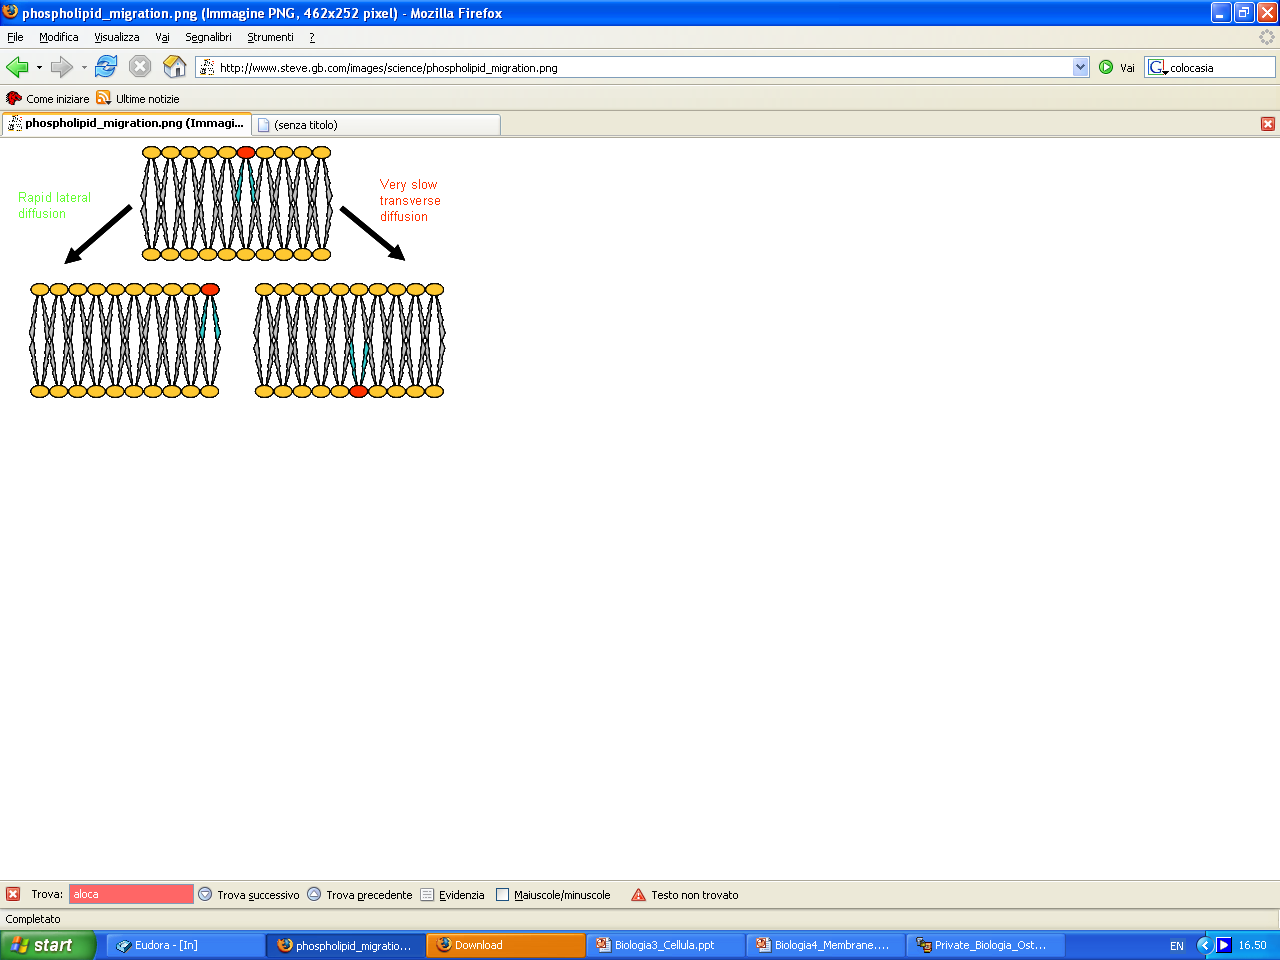 phospholipid_migration.png (Immagine PNG, 462x252 pixel) - Mozilla Firefox
File Modifica Visualizza Vai Segnalibri Strumenti ?
http://www.steve.gb.com/images/science/phospholipid_migration.png Vai G colocasia
Come iniziare Ultime notizie
phospholipid_migration.png (Immagi... (senza titolo)
Rapid lateral
diffusion
Very slow
transverse
diffusion
Trova: aloca Trova successivo Trova precedente Evidenzia Maiuscole/minuscole Testo non trovato
Completato
start Eudora - [In] phospholipid_migratio... Download Biologia3_Cellula.ppt Biologia4_Membrane.... Private_Biologia_Ost... EN 16.50